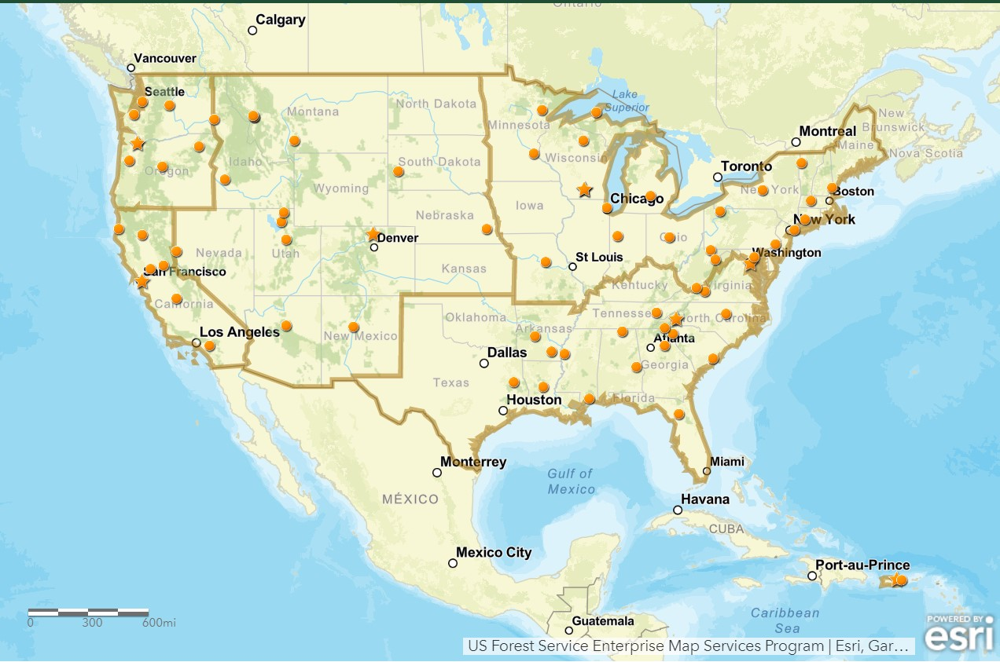 Ontario
Calgary
Vancouver
Seattle
Montana
North Dakota
Lake
Superior
Minnesota
New
Brunswick
Montreal
Maine
Nova Scotia
Oregon
Idaho
South Dakota
Wisconsin
Toronto
Wyoming
New York
Boston
Chicago
Iowa
Nebraska
New York
Denver
Ohio
Nevada
Utah
St Louis
Washington
San Francisco
Kansas
Kentucky
Virginia
California
Oklahoma
Tennessee
North Carolina
Los Angeles
New Mexico
Arkansas
Atlanta
Dallas
Georgia
Texas
Houston
Florida
Monterrey
Miami
Gulf of
Mexico
MÉXICO
Havana
CUBA
Mexico City
Port-au-Prince
Caribbean
Sea
Guatemala
0 300 600mi
POWERED BY
esri
US Forest Service Enterprise Map Services Program | Esri, Gar…